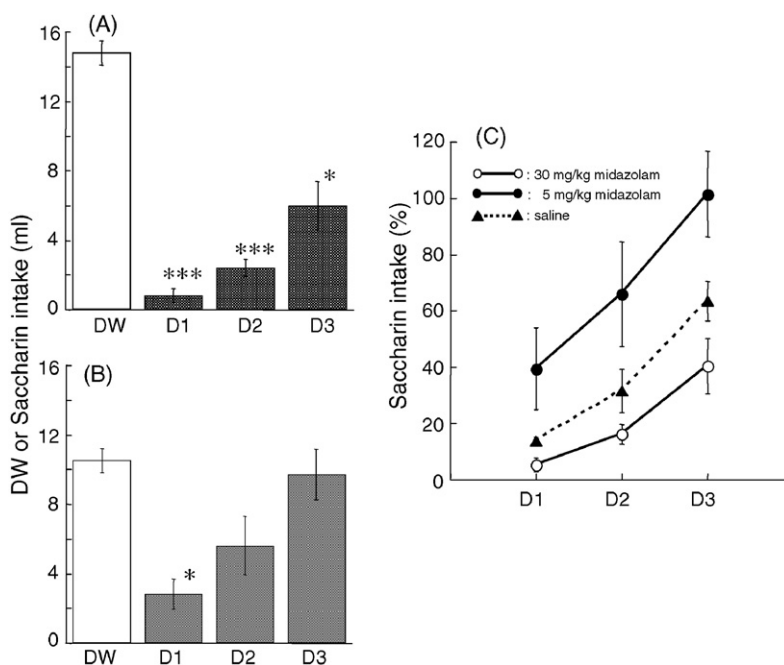 (A)
16
12
8
4
0
***
***
*
DW D1 D2 D3
DW or Saccharin intake (ml)
(B)
16
12
8
4
0
*
DW D1 D2 D3
(C)
120
100
80
60
40
20
0
: 30 mg/kg midazolam
: 5 mg/kg midazolam
: saline
Saccharin intake (%)
D1 D2 D3